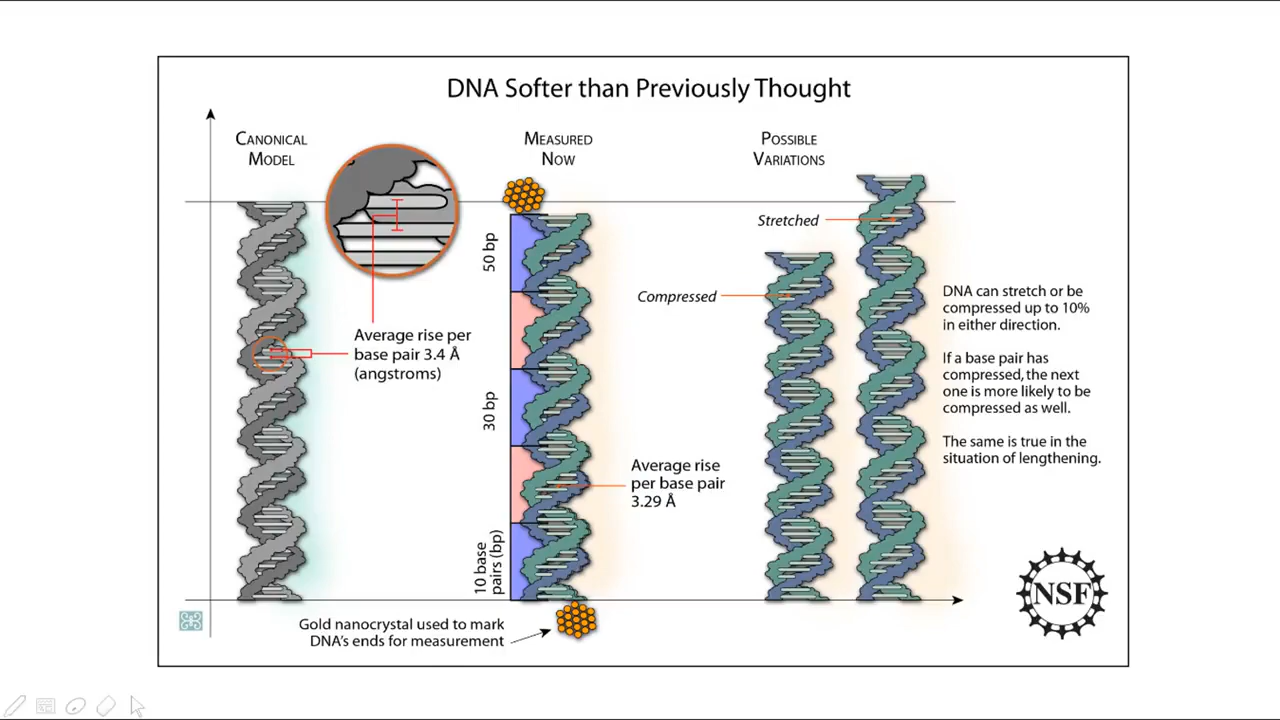 DNA Softer than Previously Thought
CANONICAL
MODEL
MEASURED
NOW
POSSIBLE
VARIATIONS
Stretched
50 bp
Compressed
DNA can stretch or be
compressed up to 10%
in either direction.
Average rise per
base pair 3.4 Å
(angstroms)
If a base pair has
compressed, the next
one is more likely to be
compressed as well.
30 bp
The same is true in the
situation of lengthening.
Average rise
per base pair
3.29 Å
10 base
pairs (bp)
NSF
Gold nanocrystal used to mark
DNA's ends for measurement